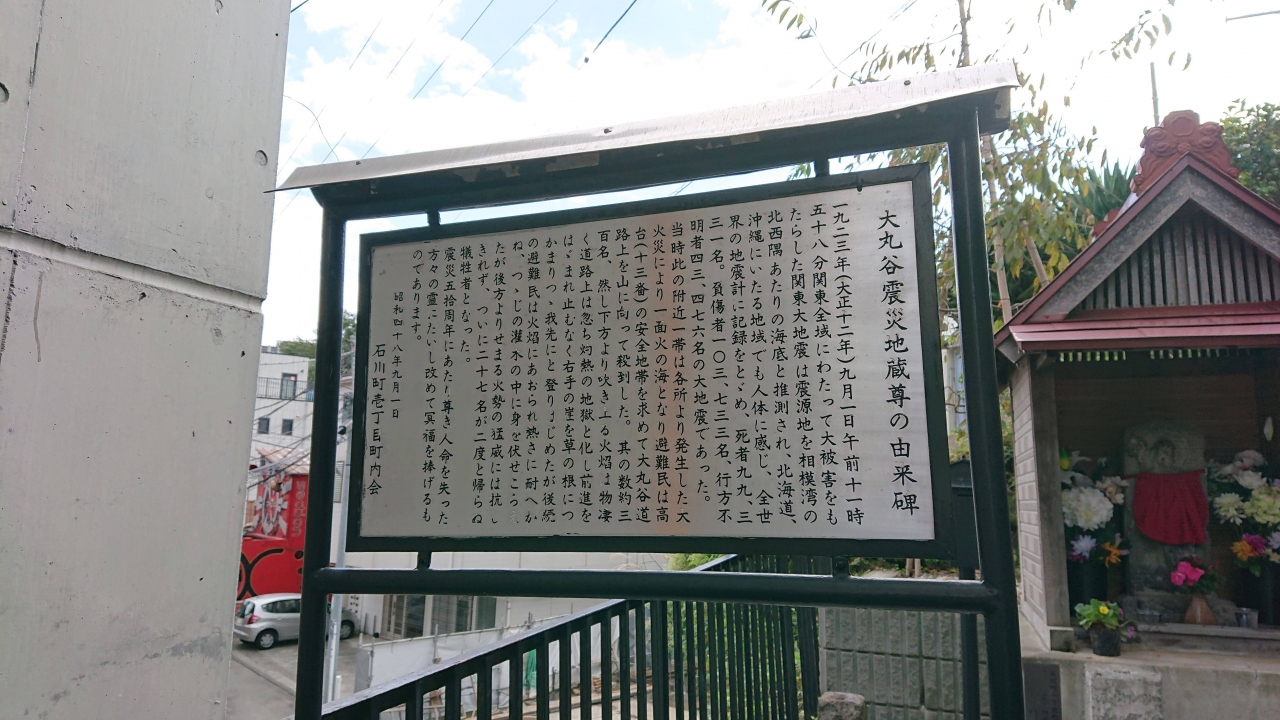 大丸谷震災地蔵尊の由来碑
一九二三年(大正十二年)九月一日午前十一時
五十八分関東全域にわたって大被害をも
たらした関東大地震は震源地を相模湾の
北西隅あたりの海底と推測され、北海道、
沖縄にいたる地域でも人体に感じ、全世
界の地震計に記録をとゞめ、死者九九、三
三一名。負傷者一〇三、七三三名、行方不
明者四三、四七六名の大地震であった。
当時此の附近一帯は各所より発生した大
火災により一面火の海となり避難民は高
台(十三番)の安全地帯を求めて大丸谷道
路上を山に向って殺到した。其の数約三
百名、然し下方より吹き上る火焰は物凄
く道路上は忽ち灼熱の地獄と化し前進を
はゞまれ止むなく右手の崖を草の根につ
かまりつゝ我先にと登りはじめたが後続
の避難民は火焰にあおられ熱さに耐へか
ね、つゝじの灌木の中に身を伏せこら
たが後方よりせまる火勢の猛威には抗し
きれず、ついに二十七名が二度と帰らぬ
犠牲者となった。
震災五拾周年にあたり尊き人命を失った
方々の霊にたいし改めて冥福を捧げるも
のであります。
昭和四十八年九月一日
石川町壱丁目町内会